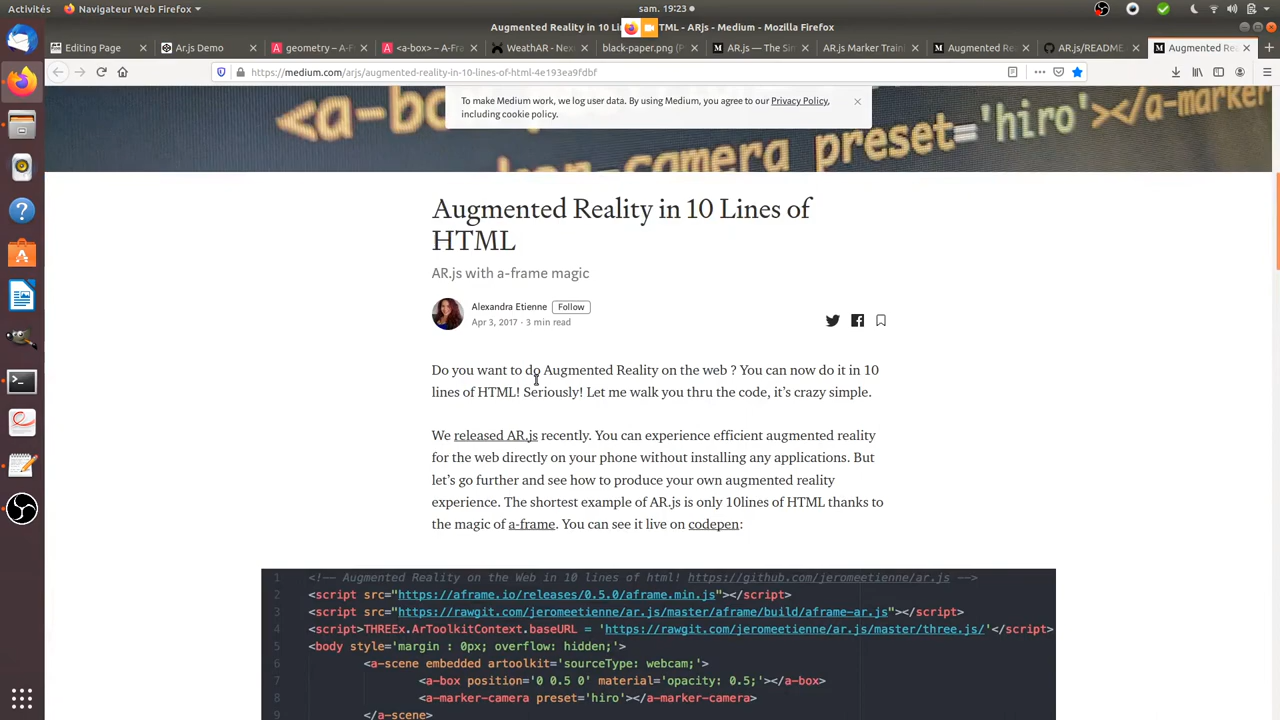 Activités
Navigateur Web Firefox
sam. 19:23
Augmented Reality in 10 Lines of HTML - ARjs - Medium - Mozilla Firefox
Editing Page
Ar.js Demo
geometry – A-Fr
<a-box> – A-Fra
WeathAR - Nex
black-paper.png (P
AR.js — The Sim
AR.js Marker Traini
Augmented Re
AR.js/README.
Augmented Re
https://medium.com/arjs/augmented-reality-in-10-lines-of-html-4e193ea9fdbf
To make Medium work, we log user data. By using Medium, you agree to our Privacy Policy,
including cookie policy.
<a-bo
='hiro'></a-marker
camera preset
Augmented Reality in 10 Lines of
HTML
AR.js with a-frame magic
Alexandra Etienne
Follow
Apr 3, 2017 · 3 min read
Do you want to do Augmented Reality on the web ? You can now do it in 10
lines of HTML! Seriously! Let me walk you thru the code, it's crazy simple.
We released AR.js recently. You can experience efficient augmented reality
for the web directly on your phone without installing any applications. But
let's go further and see how to produce your own augmented reality
experience. The shortest example of AR.js is only 10lines of HTML thanks to
the magic of a-frame. You can see it live on codepen:
1 <!-- Augmented Reality on the Web in 10 lines of html! https://github.com/jeromeetienne/ar.js -->
2 <script src="https://aframe.io/releases/0.5.0/aframe.min.js"></script>
3 <script src="https://rawgit.com/jeromeetienne/ar.js/master/aframe/build/aframe-ar.js"></script>
4 <script>THREEx.ArToolkitContext.baseURL = 'https://rawgit.com/jeromeetienne/ar.js/master/three.js/'</script>
5 <body style='margin : 0px; overflow: hidden;'>
6 <a-scene embedded artoolkit='sourceType: webcam;'>
7 <a-box position='0 0.5 0' material='opacity: 0.5;'></a-box>
8 <a-marker-camera preset='hiro'></a-marker-camera>
9 </a-scene>